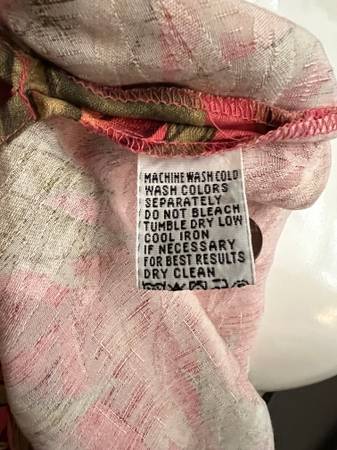 MACHINE WASH COLD
WASH COLORS
SEPARATELY
DO NOT BLEACH
TUMBLE DRY LOW
COOL IRON
IF NECESSARY
FOR BEST RESULTS
DRY CLEAN